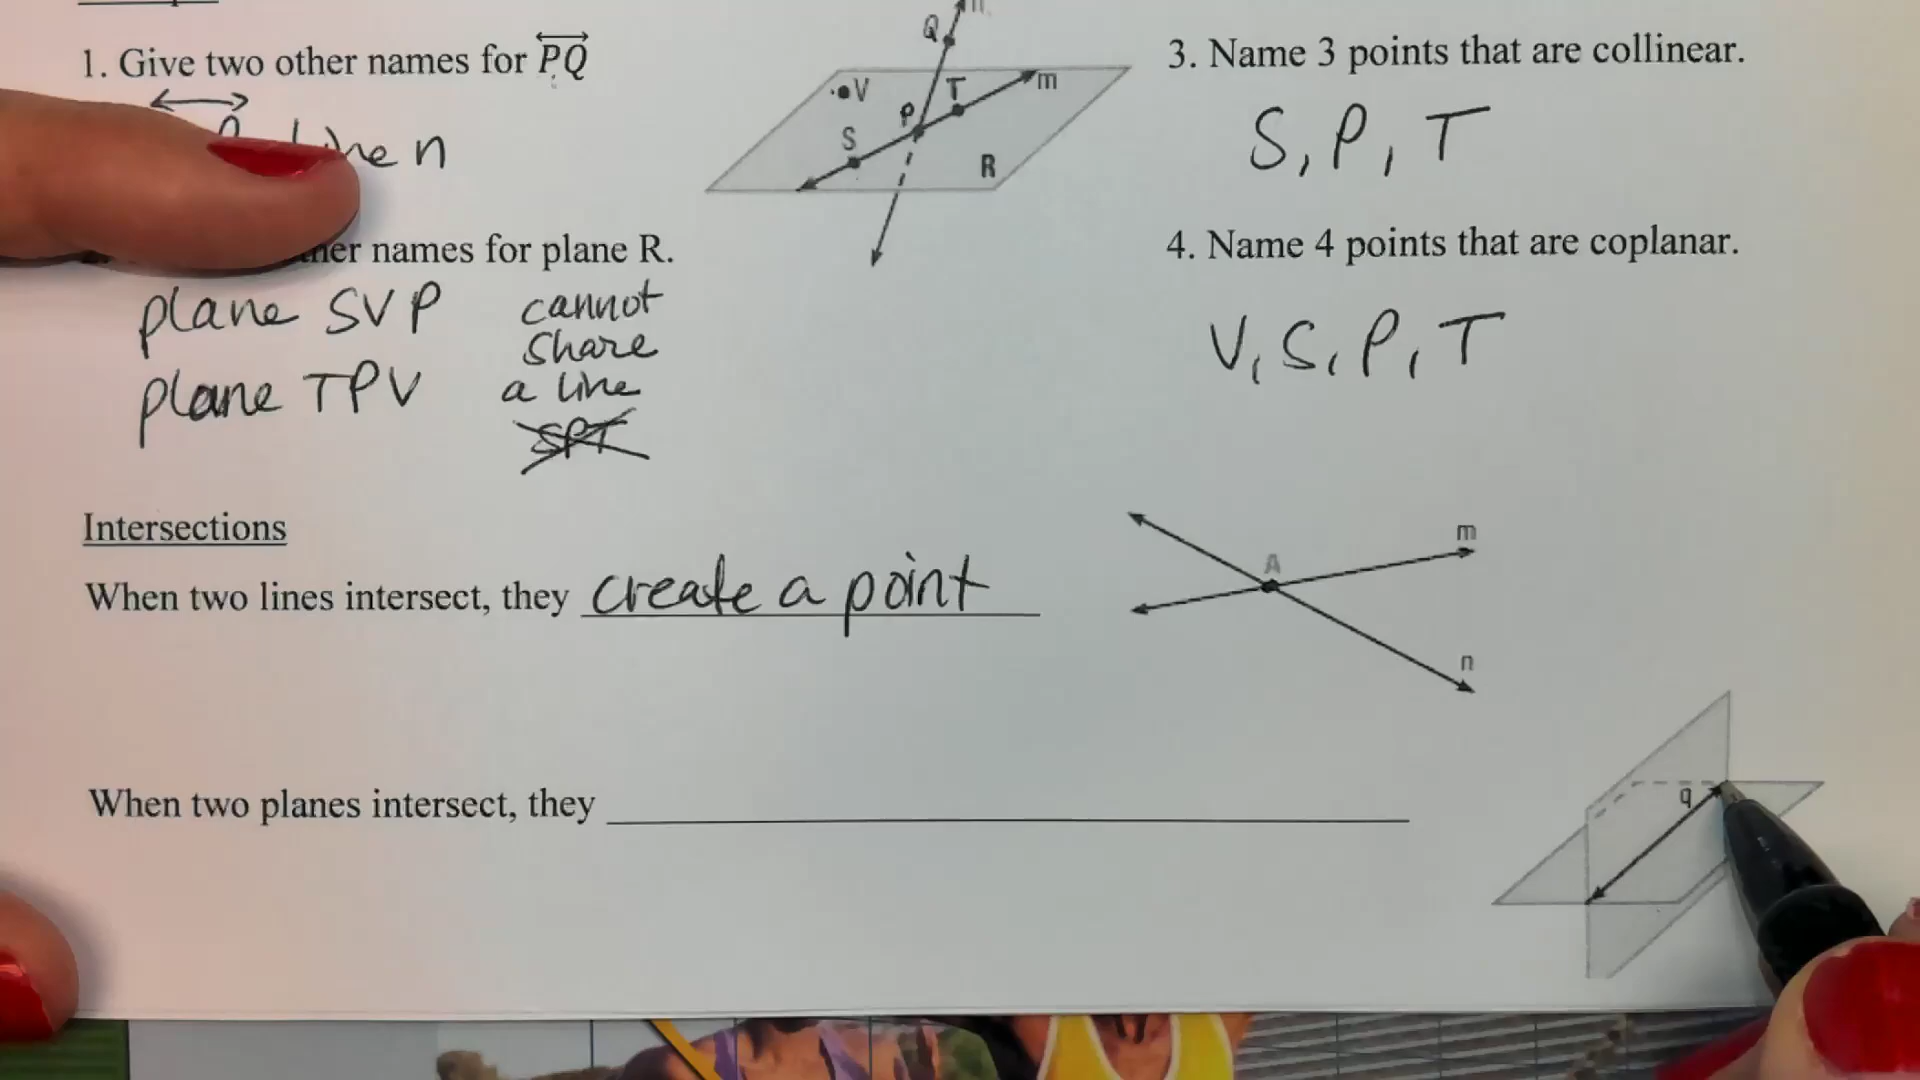 1. Give two other names for PQ
n
line n
names for plane R.
plane SVP
plane TPV
cannot
share
a line
SPT
Q
V
T
m
P
S
R
3. Name 3 points that are collinear.
S, P, T
4. Name 4 points that are coplanar.
V, S, P, T
Intersections
When two lines intersect, they create a point
A
m
n
When two planes intersect, they
q